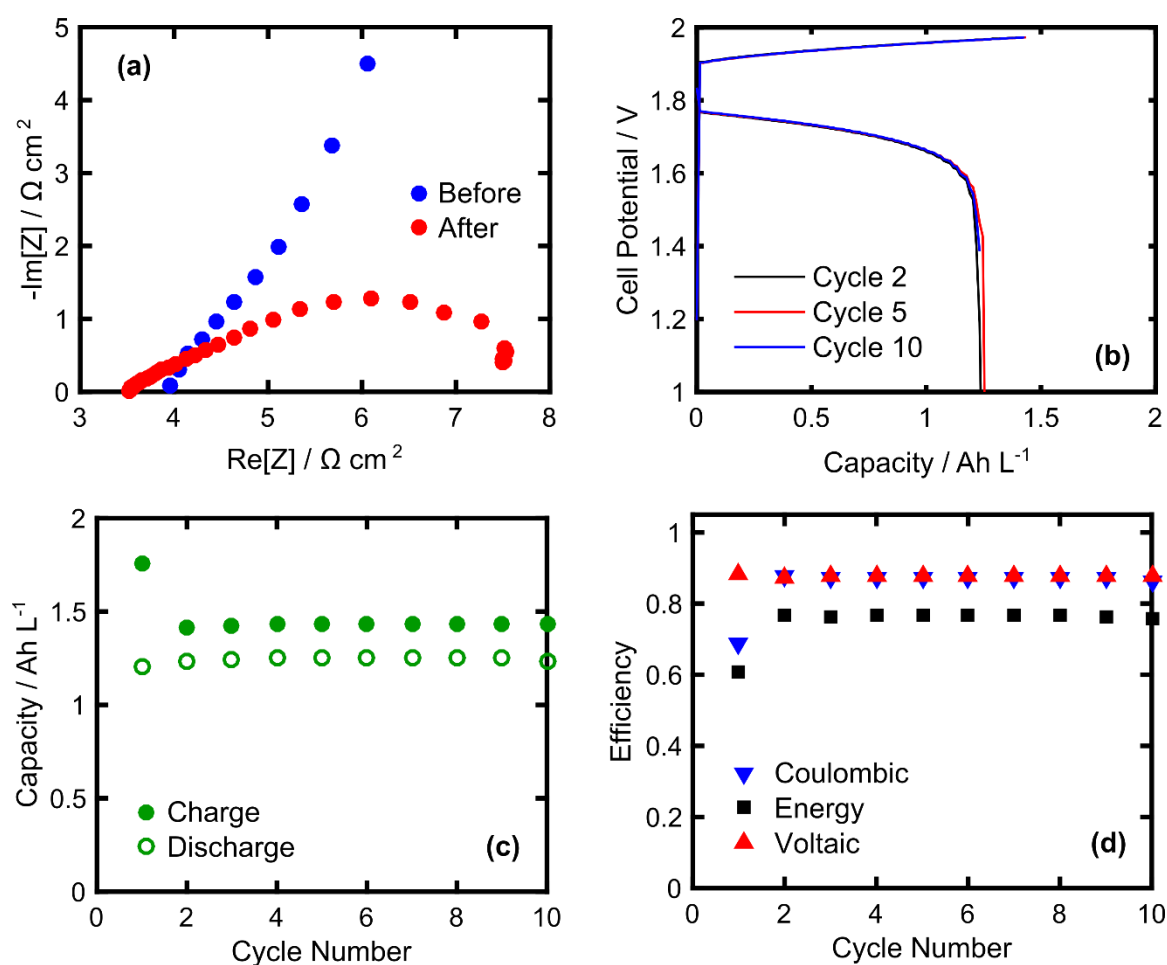 (a)
5
4
3
2
1
0
-Im[Z] / Ω cm 2
Before
After
3 4 5 6 7 8
Re[Z] / Ω cm 2
2
1.8
1.6
1.4
1.2
1
Cell Potential / V
Cycle 2
Cycle 5
Cycle 10
(b)
0 0.5 1 1.5 2
Capacity / Ah L-1
2
1.5
1
0.5
0
Capacity / Ah L-1
Charge
Discharge
(c)
0 2 4 6 8 10
Cycle Number
1
0.8
0.6
0.4
0.2
0
Efficiency
Coulombic
Energy
Voltaic
(d)
0 2 4 6 8 10
Cycle Number